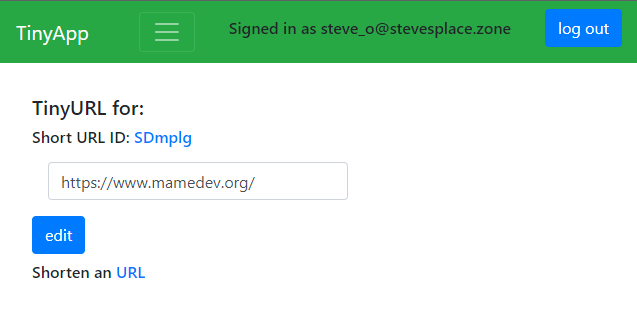 TinyApp
Signed in as steve_o@stevesplace.zone
log out
TinyURL for:
Short URL ID: SDmplg
https://www.mamedev.org/
edit
Shorten an URL